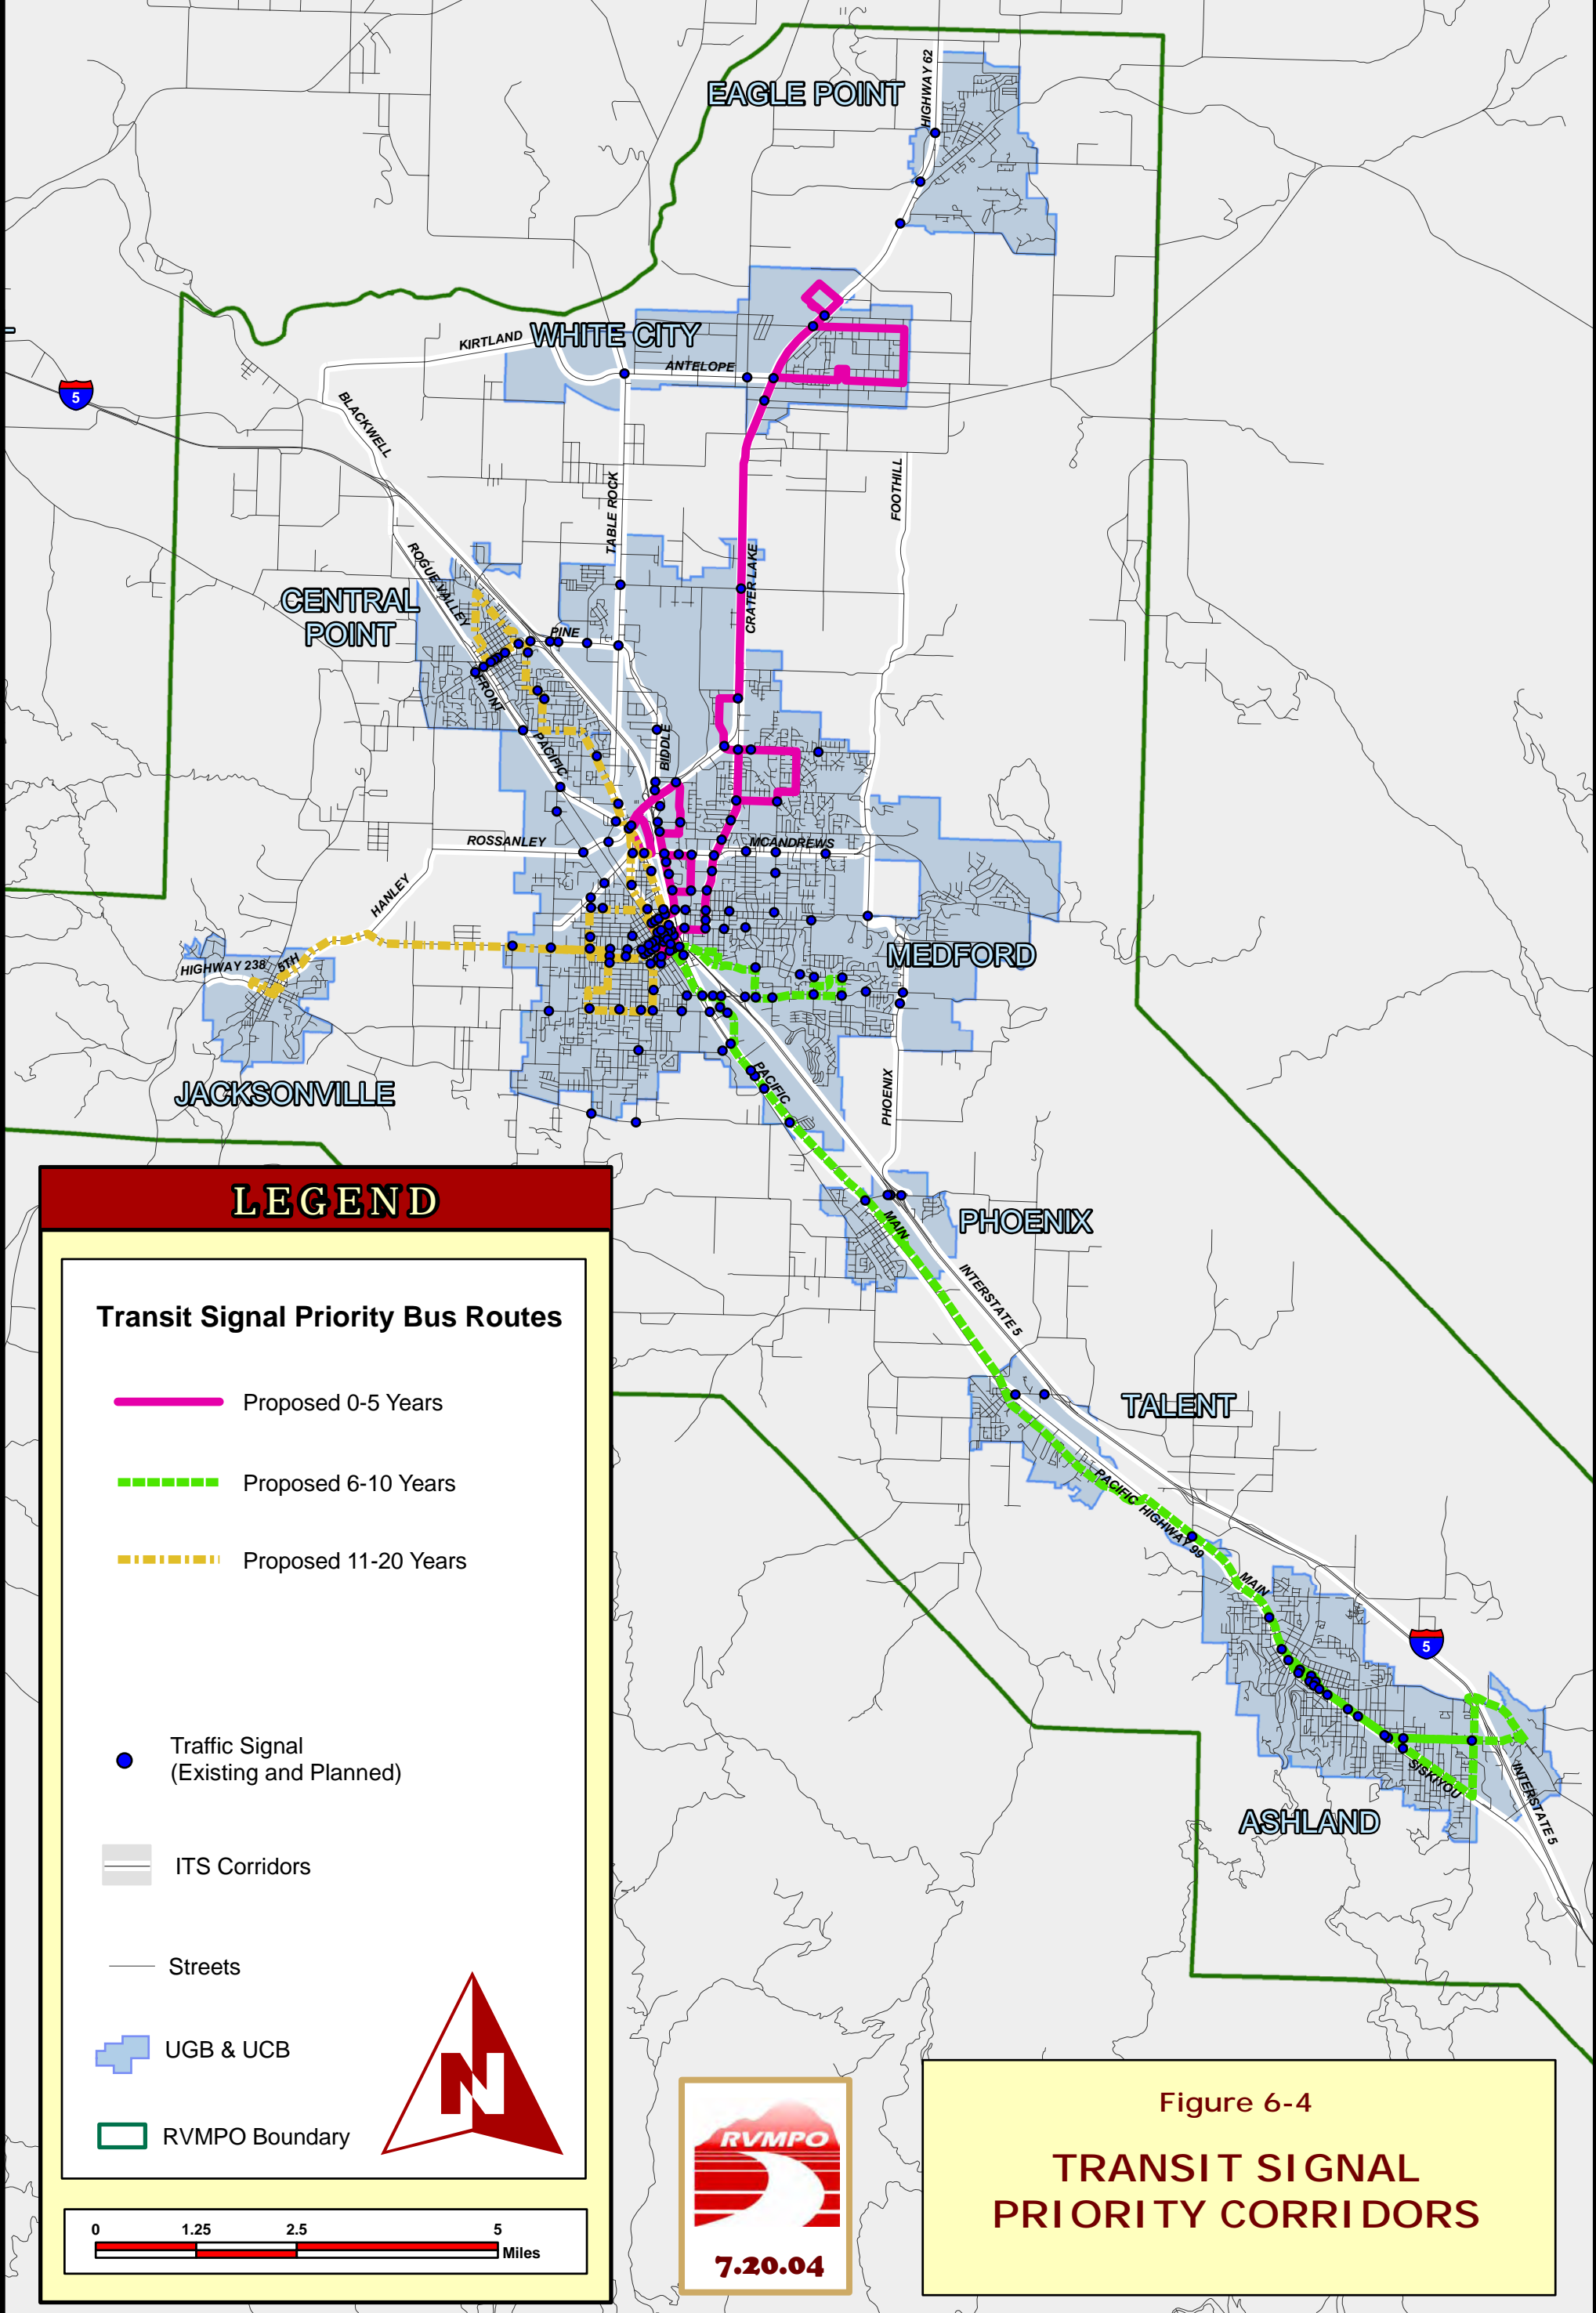 EAGLE POINT
HIGHWAY 62
WHITE CITY
KIRTLAND
ANTELOPE
5
BLACKWELL
TABLE ROCK
FOOTHILL
CRATER LAKE
ROGUE VALLEY
CENTRAL
POINT
PINE
FRONT
PACIFIC
BIDDLE
ROSSANLEY
MCANDREWS
HANLEY
HIGHWAY 238
5TH
MEDFORD
JACKSONVILLE
PACIFIC
PHOENIX
MAIN
PHOENIX
INTERSTATE 5
TALENT
PACIFIC HIGHWAY 99
MAIN
5
SISKIYOU
INTERSTATE 5
ASHLAND
LEGEND
Transit Signal Priority Bus Routes
Proposed 0-5 Years
Proposed 6-10 Years
Proposed 11-20 Years
Traffic Signal
(Existing and Planned)
ITS Corridors
Streets
UGB & UCB
RVMPO Boundary
N
0 1.25 2.5 5
Miles
RVMPO
7.20.04
Figure 6-4
TRANSIT SIGNAL
PRIORITY CORRIDORS